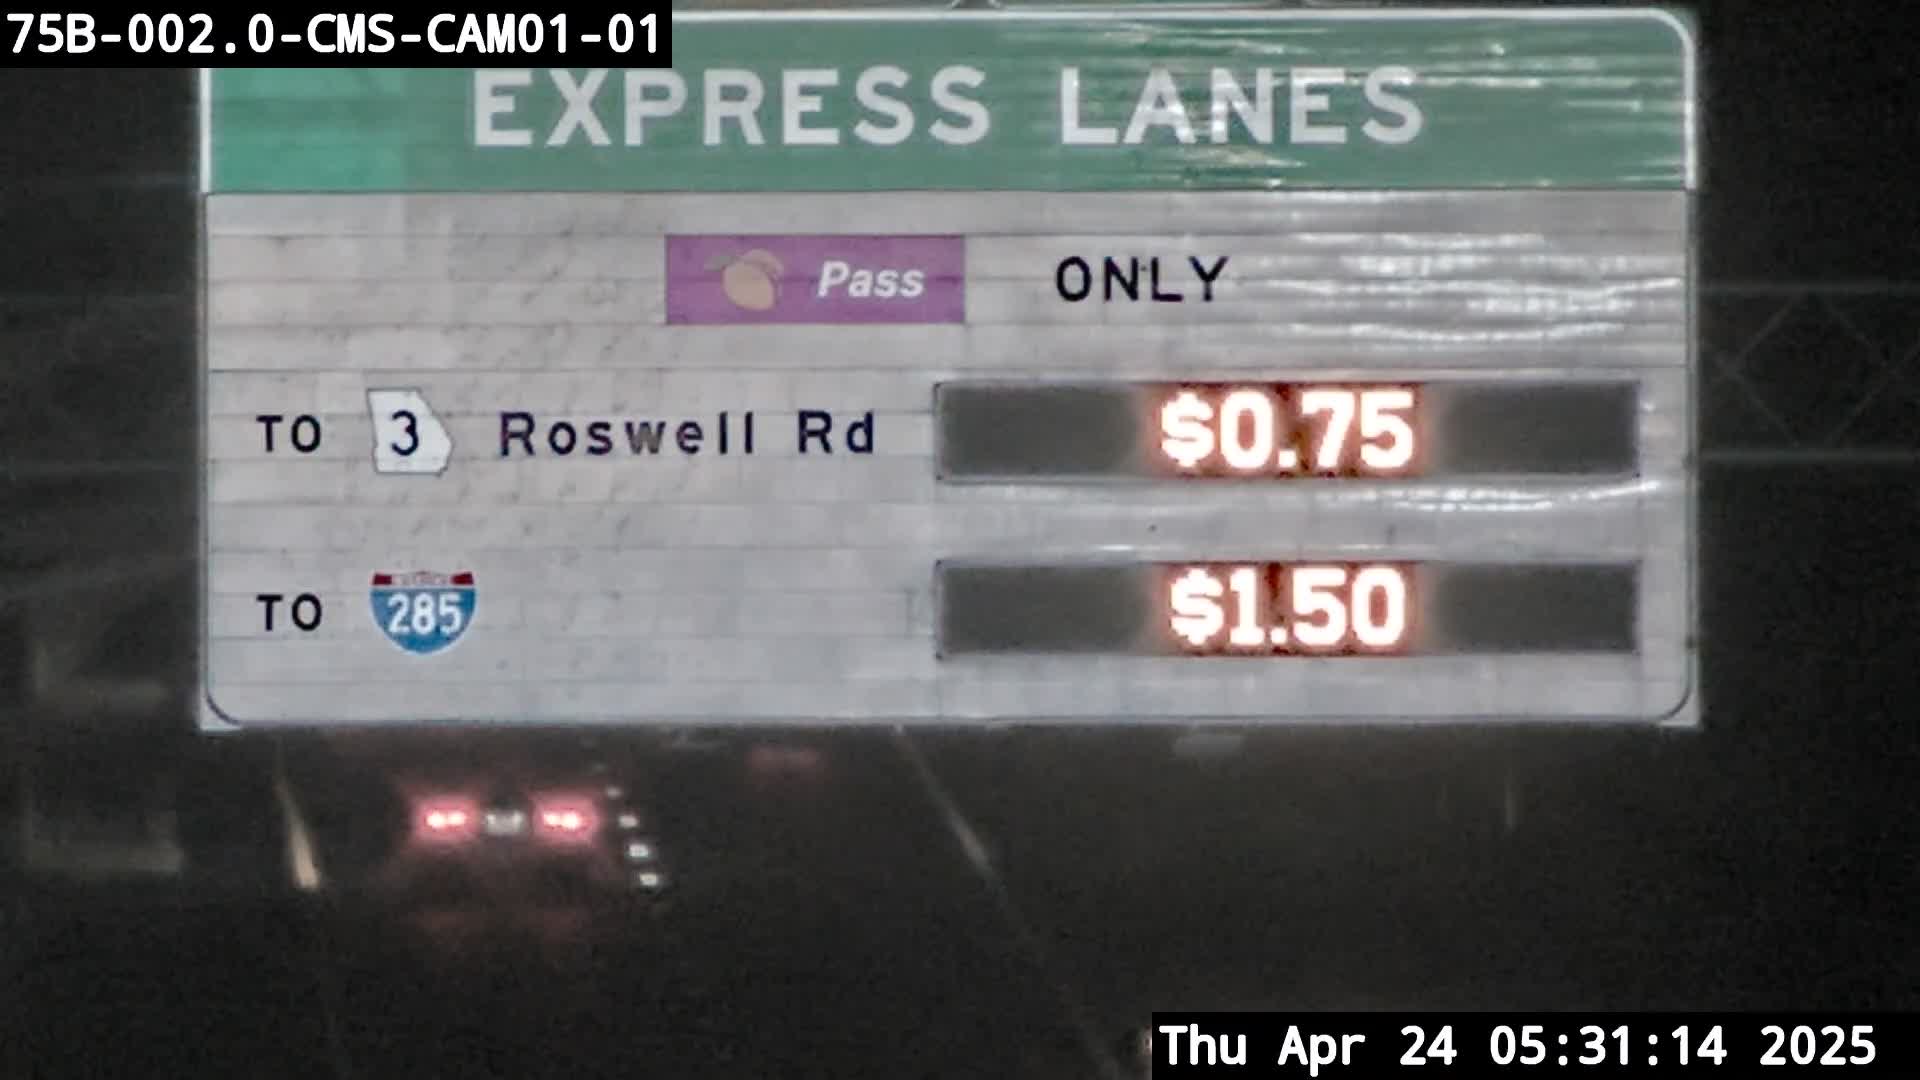 75B-002.0-CMS-CAM01-01
EXPRESS LANES
Pass ONLY
TO 3 Roswell Rd $0.75
TO 285 $1.50
Thu Apr 24 05:31:14 2025